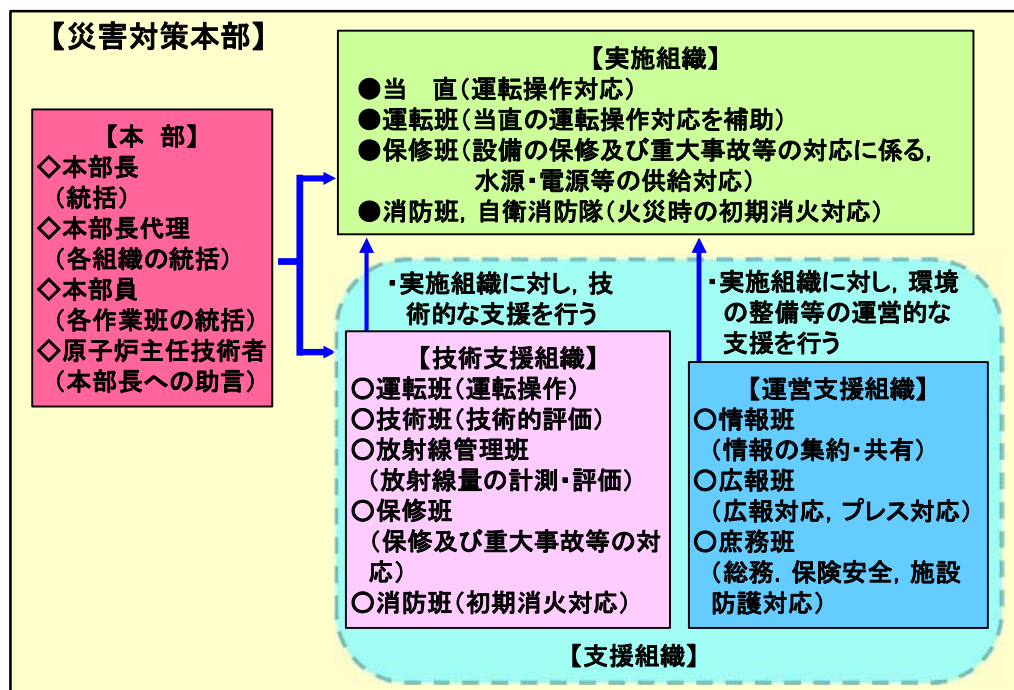 【災害対策本部】
【本 部】
◇本部長
(統括)
◇本部長代理
(各組織の統括)
◇本部員
(各作業班の統括)
◇原子炉主任技術者
(本部長への助言)
【実施組織】
●当 直(運転操作対応)
●運転班(当直の運転操作対応を補助)
●保修班(設備の保修及び重大事故等の対応に係る,
水源・電源等の供給対応)
●消防班,自衛消防隊(火災時の初期消火対応)
・実施組織に対し,技
術的な支援を行う
【技術支援組織】
○運転班(運転操作)
○技術班(技術的評価)
○放射線管理班
(放射線量の計測・評価)
○保修班
(保修及び重大事故等の対
応)
○消防班(初期消火対応)
・実施組織に対し,環境
の整備等の運営的な
支援を行う
【運営支援組織】
○情報班
(情報の集約・共有)
○広報班
(広報対応,プレス対応)
○庶務班
(総務.保険安全,施設
防護対応)
【支援組織】